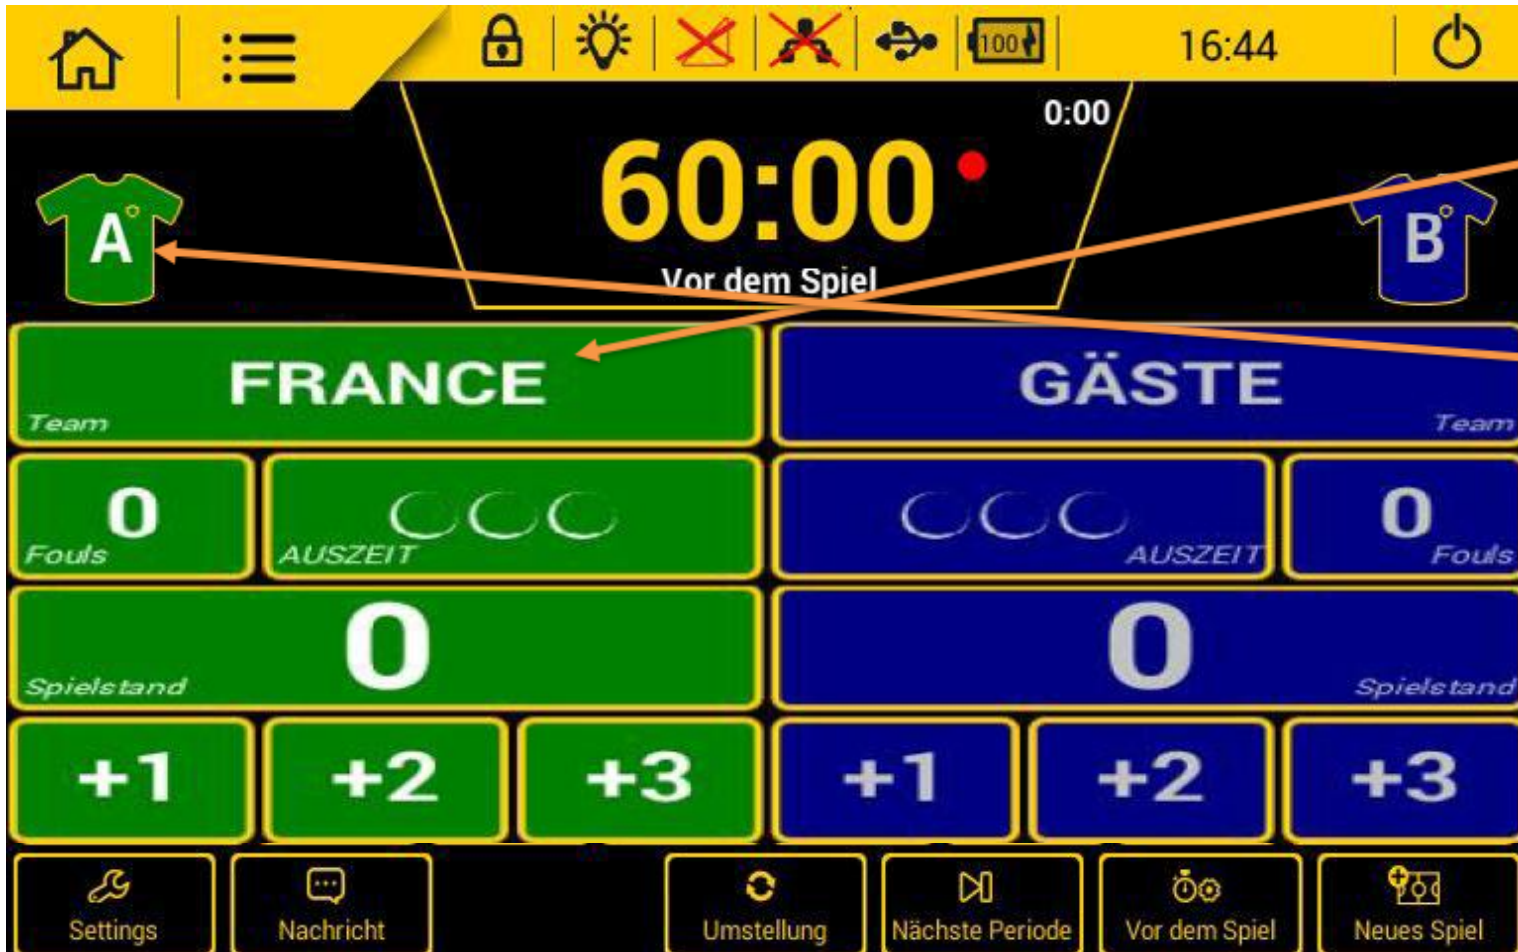 100
16:44
0:00
60:00
Vor dem Spiel
A
B
FRANCE
Team
GÄSTE
Team
0
Fouls
AUSZEIT
AUSZEIT
0
Fouls
0
Spielstand
0
Spielstand
+1 +2 +3 +1 +2 +3
Settings
Nachricht
Umstellung
Nächste Periode
Vor dem Spiel
Neues Spiel